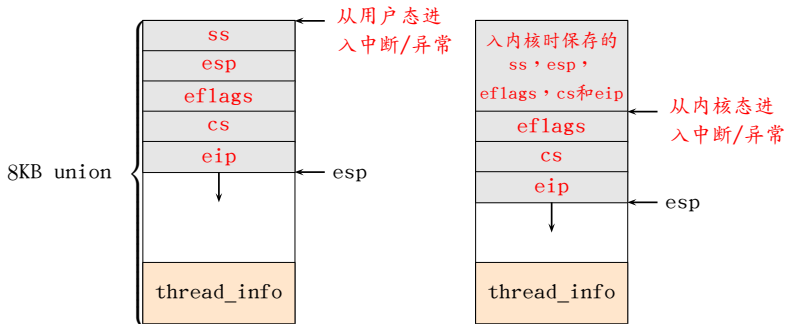 从用户态进
入中断/异常
ss
esp
eflags
cs
eip
esp
8KB union
thread_info
入内核时保存的
ss，esp，
eflags，cs和eip
从内核态进
入中断/异常
eflags
cs
eip
esp
thread_info